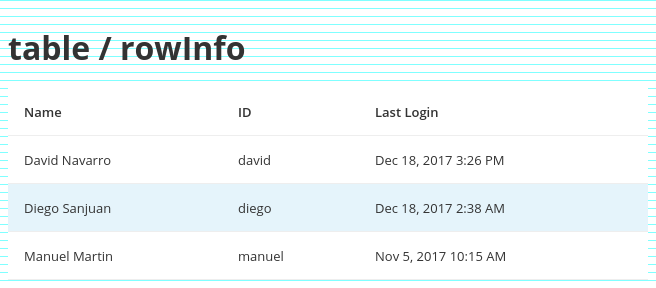 table / rowInfo
Name ID Last Login
David Navarro david Dec 18, 2017 3:26 PM
Diego Sanjuan diego Dec 18, 2017 2:38 AM
Manuel Martin manuel Nov 5, 2017 10:15 AM